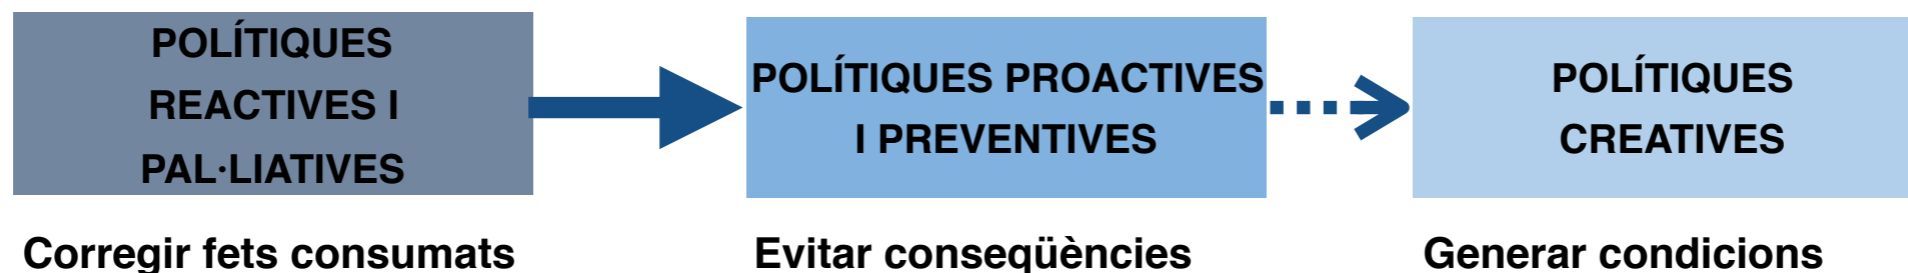 POLÍTIQUES
REACTIVES I
PAL·LIATIVES
POLÍTIQUES PROACTIVES
I PREVENTIVES
POLÍTIQUES
CREATIVES
Corregir fets consumats
Evitar conseqüències
Generar condicions